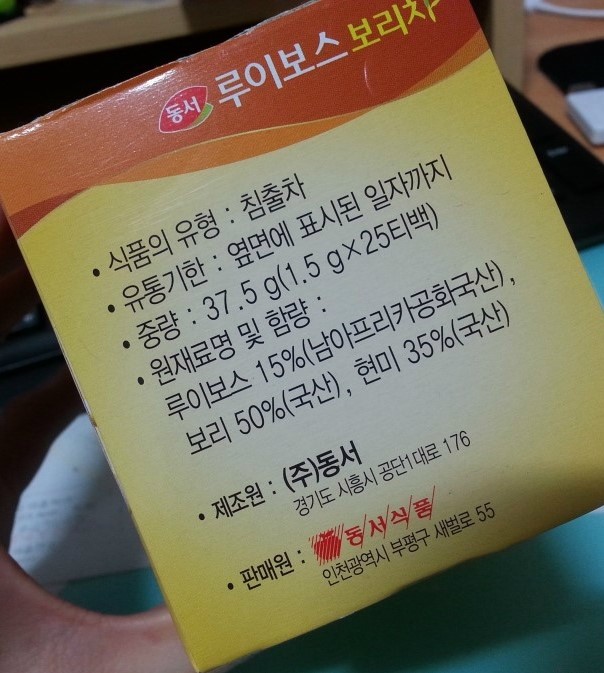 동서 루이보스보리차
• 식품의 유형 : 침출차
• 유통기한 : 옆면에 표시된 일자까지
• 중량 : 37.5 g(1.5 g×25티백)
• 원재료명 및 함량 :
루이보스 15%(남아프리카공화국산),
보리 50%(국산), 현미 35%(국산)
• 제조원 : (주)동서
경기도 시흥시 공단1대로 176
• 판매원 : 동서식품
인천광역시 부평구 새벌로 55